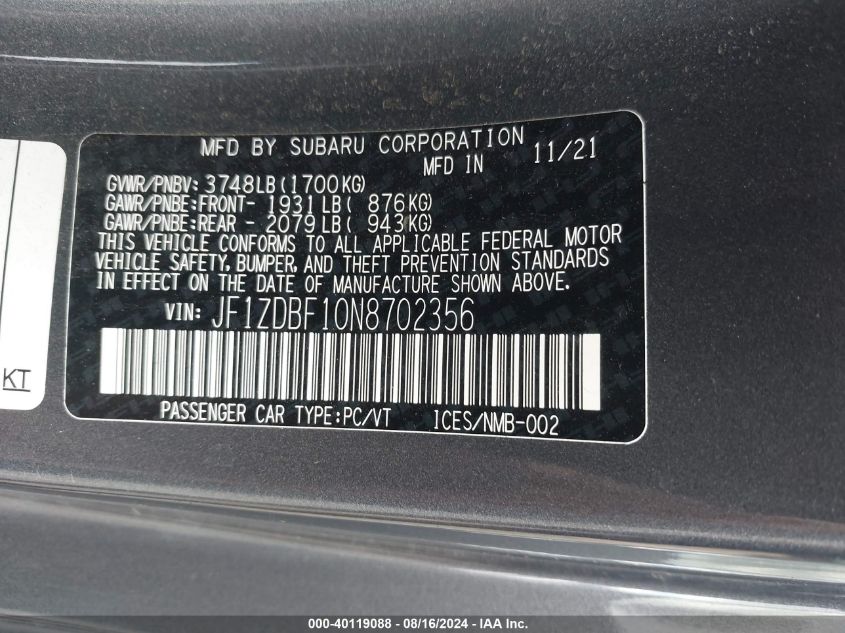 MFD BY SUBARU CORPORATION
MFD IN 11/21
GVWR/PNBV: 3748LB(1700KG)
GAWR/PNBE:FRONT- 1931LB( 876KG)
GAWR/PNBE:REAR - 2079LB( 943KG)
THIS VEHICLE CONFORMS TO ALL APPLICABLE FEDERAL MOTOR
VEHICLE SAFETY, BUMPER, AND THEFT PREVENTION STANDARDS
IN EFFECT ON THE DATE OF MANUFACTURE SHOWN ABOVE.
VIN: JF1ZDBF10N8702356
PASSENGER CAR TYPE:PC/VT ICES/NMB-002
KT
000-40119088 - 08/16/2024 - IAA Inc.